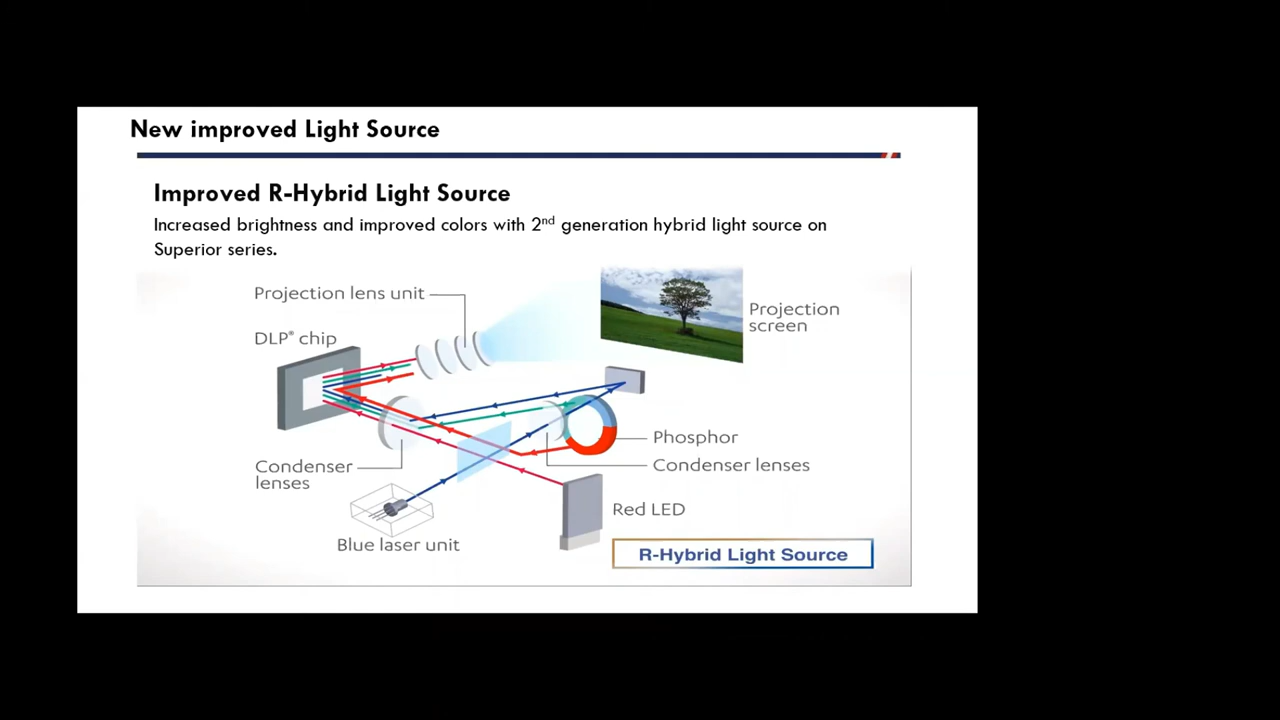 New improved Light Source
Improved R-Hybrid Light Source
Increased brightness and improved colors with 2nd generation hybrid light source on
Superior series.
Projection lens unit
DLP® chip
Projection
screen
Phosphor
Condenser lenses
Condenser
lenses
Red LED
Blue laser unit
R-Hybrid Light Source